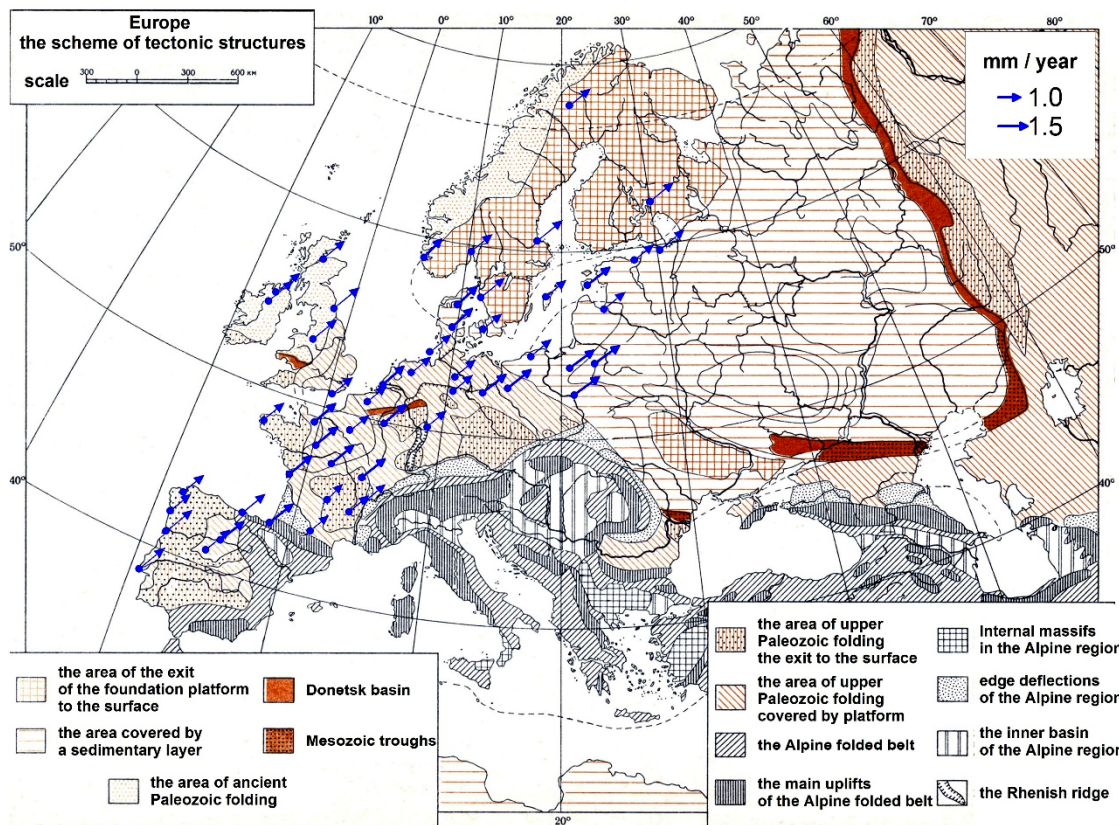 Europe
the scheme of tectonic structures
scale
300 0 300 600 км
10° 0° 10° 20° 30° 40° 50° 60° 70° 80°
mm / year
1.0
1.5
50°
40°
50°
40°
10° 0° 10° 20° 30° 40°
20°
the area of the exit
of the foundation platform
to the surface
the area covered by
a sedimentary layer
the area of ancient
Paleozoic folding
Donetsk basin
Mesozoic troughs
the area of upper
Paleozoic folding
the exit to the surface
the area of upper
Paleozoic folding
covered by platform
the Alpine folded belt
the main uplifts
of the Alpine folded belt
Internal massifs
in the Alpine region
edge deflections
of the Alpine region
the inner basin
of the Alpine region
the Rhenish ridge